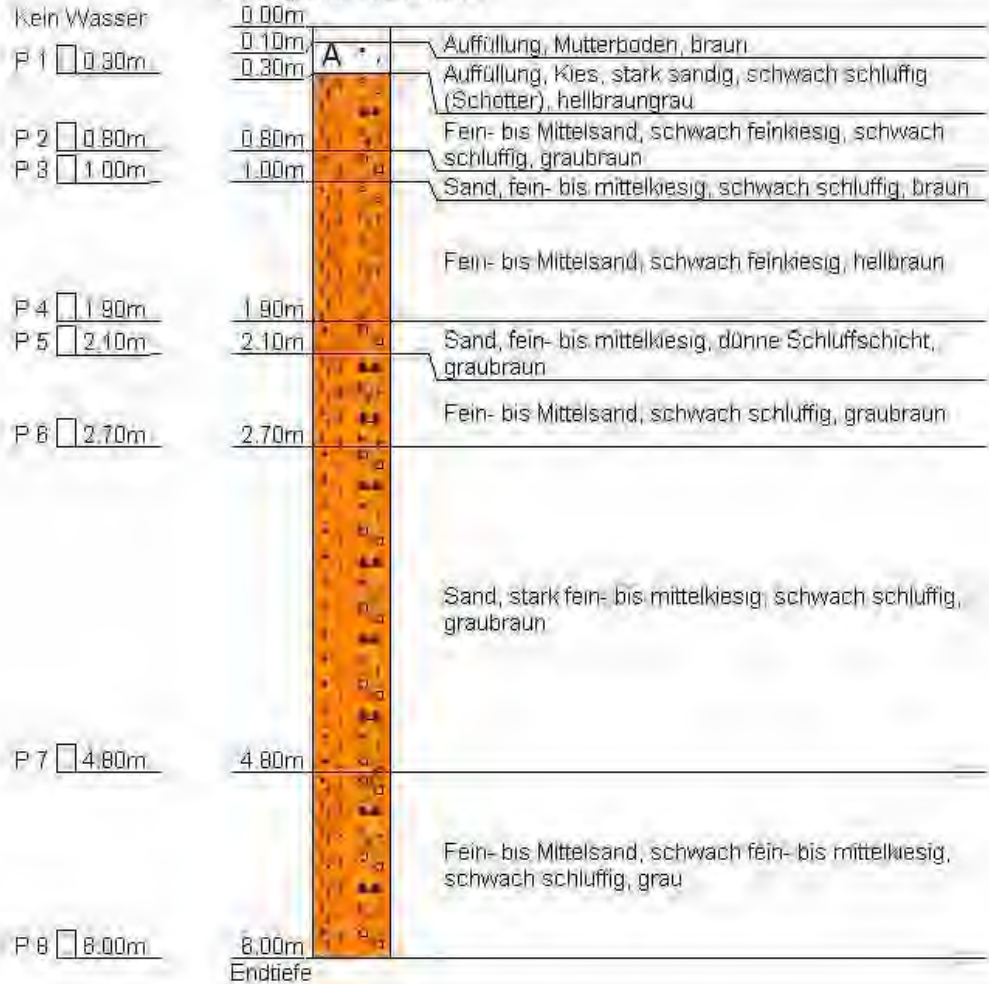 Kein Wasser
0.00m
0.10m
P 1 0.30m
0.30m
A
Auffüllung, Mutterboden, braun
Auffüllung, Kies, stark sandig, schwach schluffig
(Schotter), hellbraungrau
P 2 0.80m
0.80m
Fein- bis Mittelsand, schwach feinkiesig, schwach
schluffig, graubraun
P 3 1.00m
1.00m
Sand, fein- bis mittelkiesig, schwach schluffig, braun
Fein- bis Mittelsand, schwach feinkiesig, hellbraun
P 4 1.90m
1.90m
P 5 2.10m
2.10m
Sand, fein- bis mittelkiesig, dünne Schluffschicht,
graubraun
Fein- bis Mittelsand, schwach schluffig, graubraun
P 6 2.70m
2.70m
Sand, stark fein- bis mittelkiesig, schwach schluffig,
graubraun
P 7 4.80m
4.80m
Fein- bis Mittelsand, schwach fein- bis mittelkiesig,
schwach schluffig, grau
P 8 6.00m
6.00m
Endtiefe